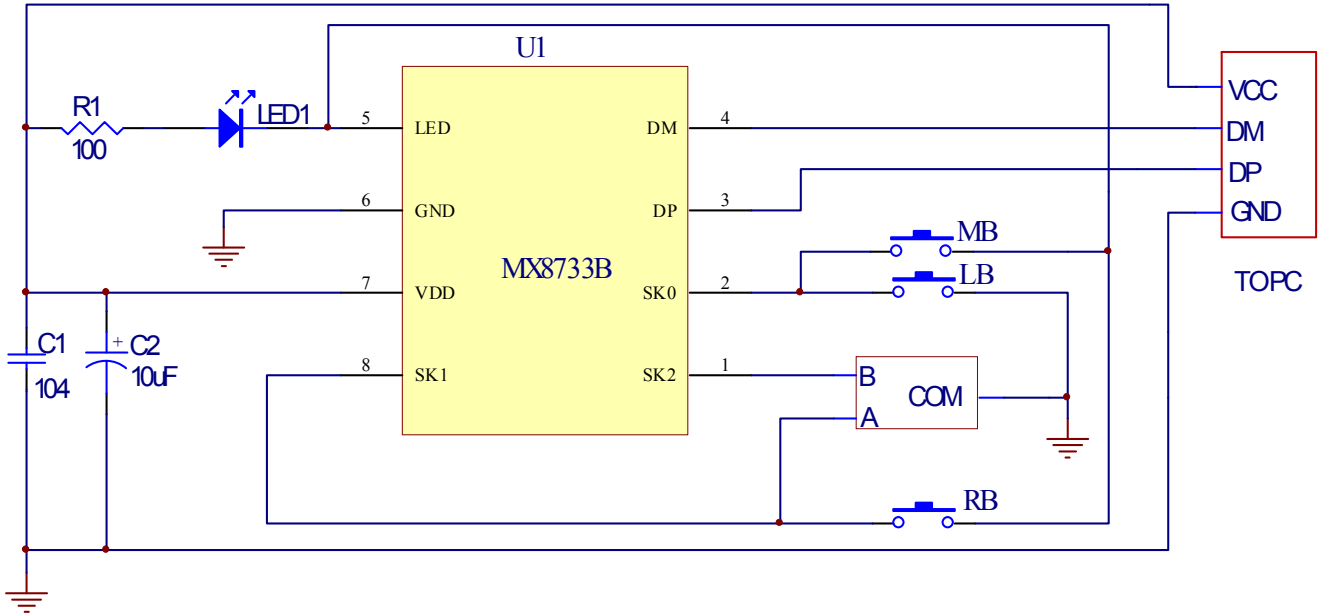 U1
VCC
R1
LED1
5
LED
DM
4
DM
100
DP
6
GND
DP
3
GND
MB
MX8733B
LB
TOPC
7
VDD
SK0
2
C1
+
C2
104
10uF
8
SK1
SK2
1
B
COM
A
RB